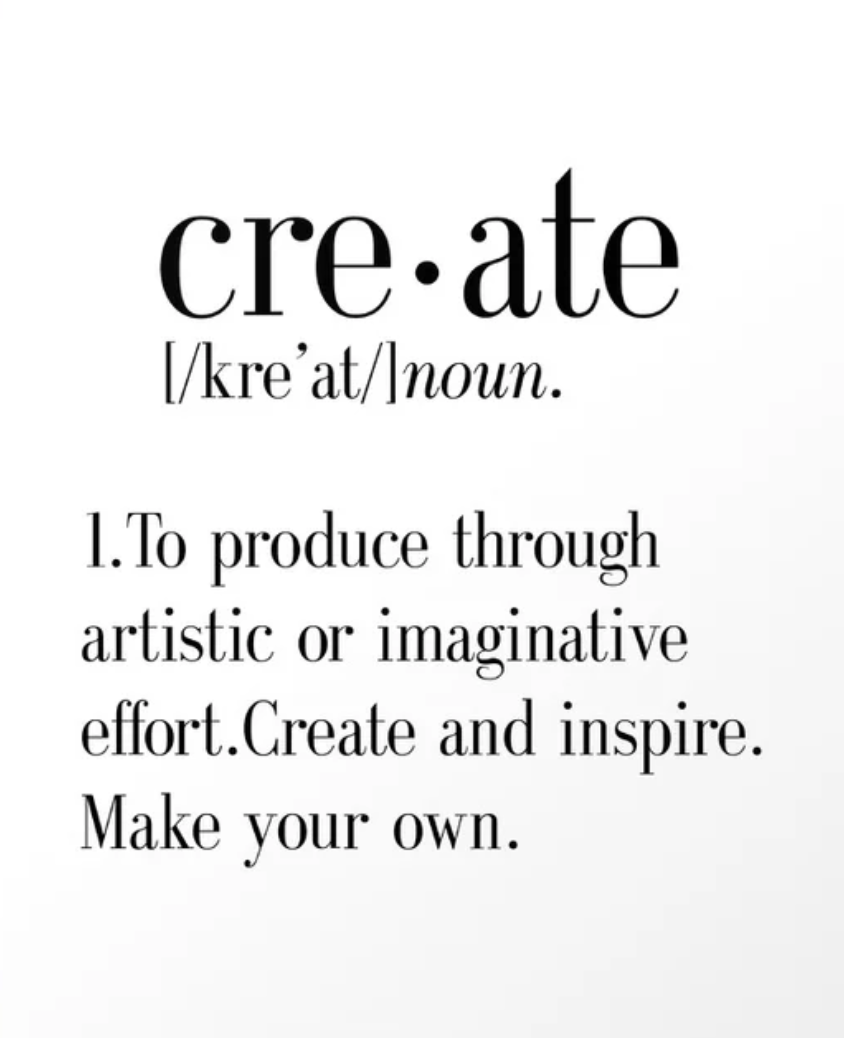 cre·ate
[/kre’at/]noun.
1.To produce through
artistic or imaginative
effort.Create and inspire.
Make your own.